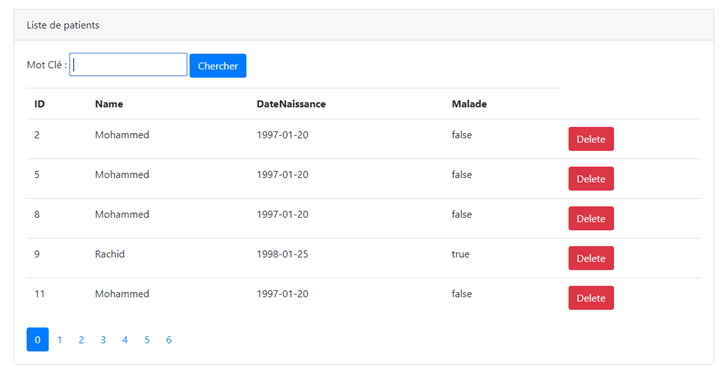 Liste de patients
Mot Clé : Chercher
ID Name DateNaissance Malade
2 Mohammed 1997-01-20 false Delete
5 Mohammed 1997-01-20 false Delete
8 Mohammed 1997-01-20 false Delete
9 Rachid 1998-01-25 true Delete
11 Mohammed 1997-01-20 false Delete
0 1 2 3 4 5 6